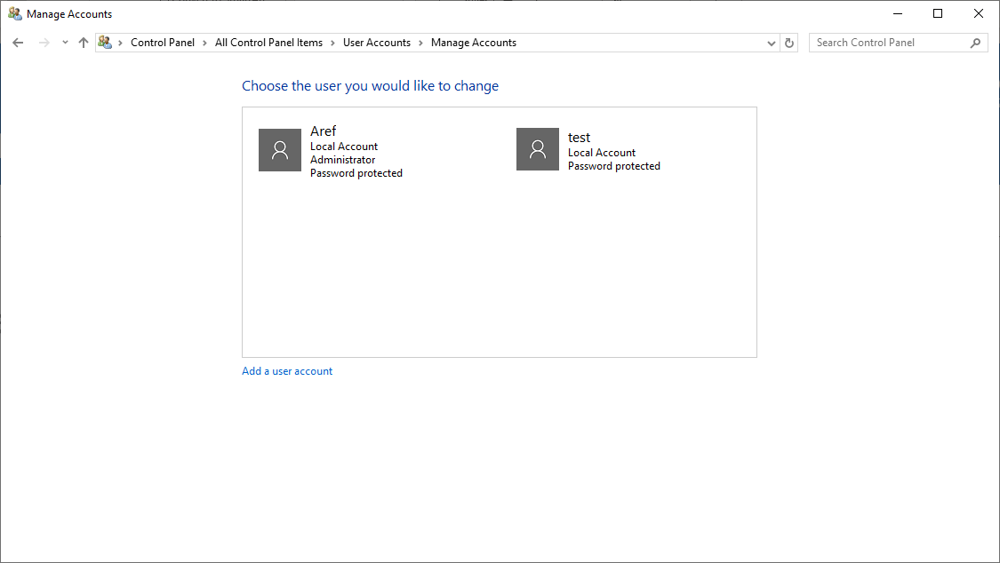 Manage Accounts
Control Panel > All Control Panel Items > User Accounts > Manage Accounts
Search Control Panel
Choose the user you would like to change
Aref
Local Account
Administrator
Password protected
test
Local Account
Password protected
Add a user account